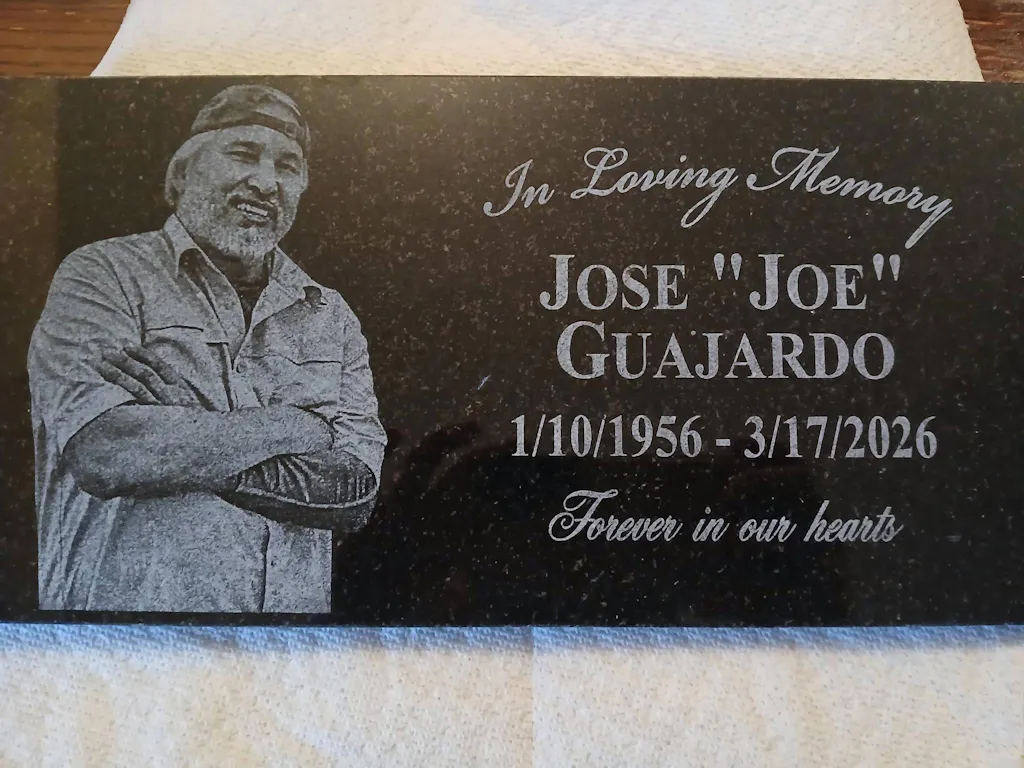 In Loving Memory
JOSE "JOE"
GUAJARDO
1/10/1956 - 3/17/2026
Forever in our hearts